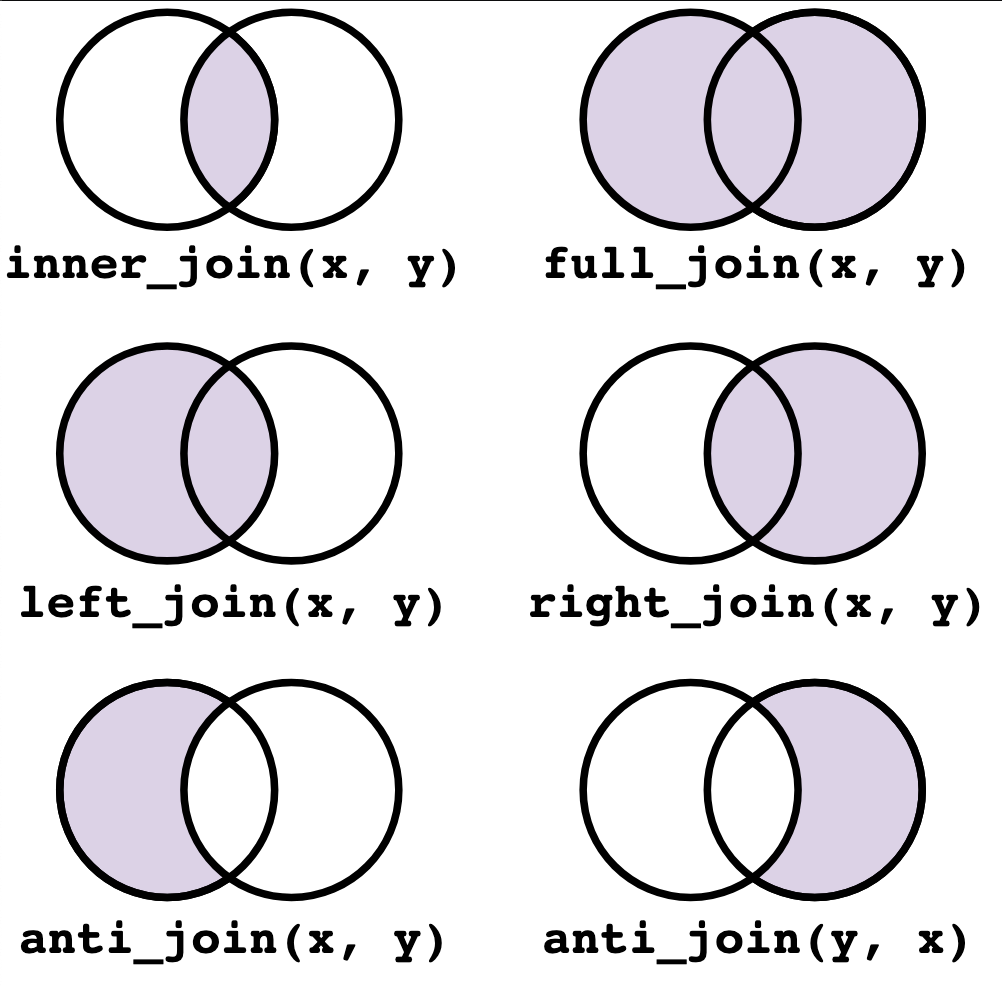 inner_join(x, y)
full_join(x, y)
left_join(x, y)
right_join(x, y)
anti_join(x, y)
anti_join(y, x)